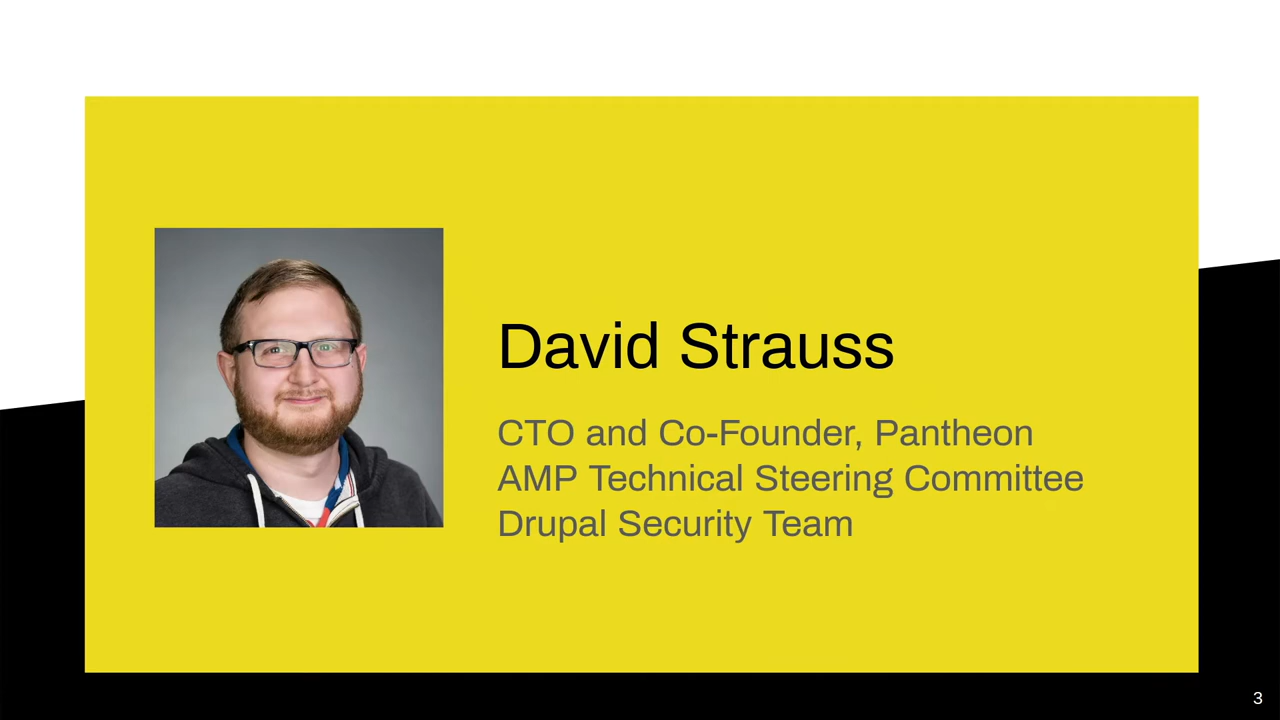 David Strauss
CTO and Co-Founder, Pantheon
AMP Technical Steering Committee
Drupal Security Team
3